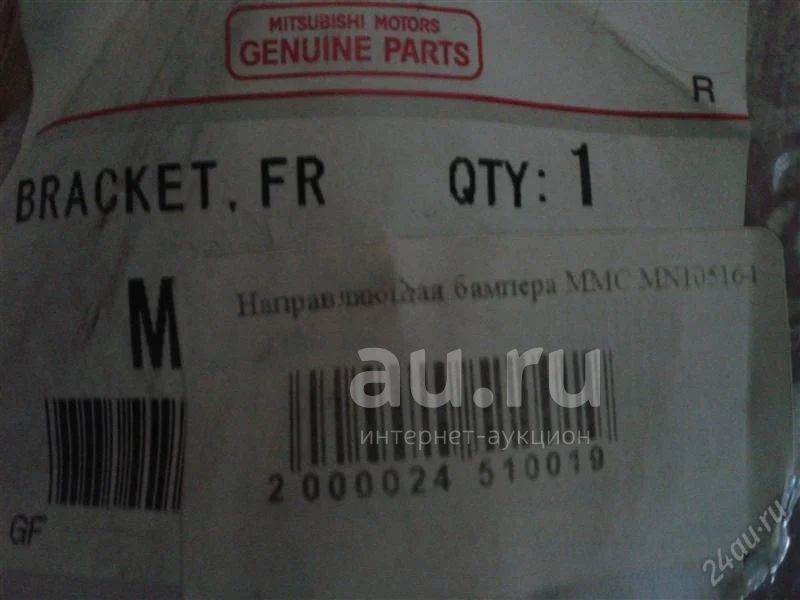 MITSUBISHI MOTORS
GENUINE PARTS
R
BRACKET, FR QTY: 1
Направляющая бампера MMC MN105164
M
au.ru
интернет-аукцион
2 000024 510019
GF
24au.ru